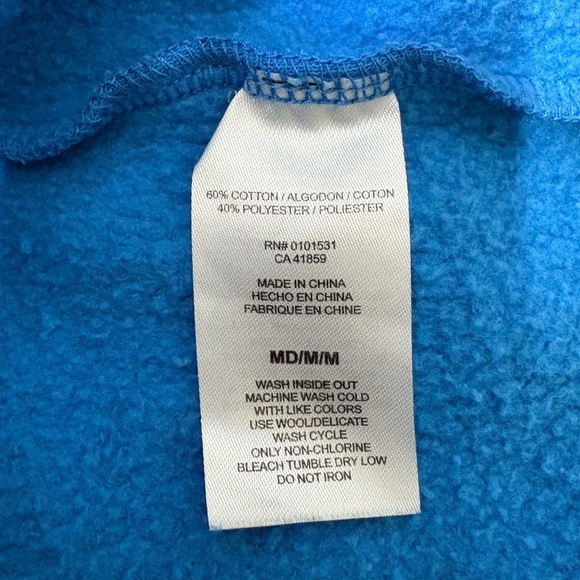 60% COTTON / ALGODON / COTON
40% POLYESTER / POLIESTER
RN# 0101531
CA 41859
MADE IN CHINA
HECHO EN CHINA
FABRIQUE EN CHINE
MD/M/M
WASH INSIDE OUT
MACHINE WASH COLD
WITH LIKE COLORS
USE WOOL/DELICATE
WASH CYCLE
ONLY NON-CHLORINE
BLEACH TUMBLE DRY LOW
DO NOT IRON